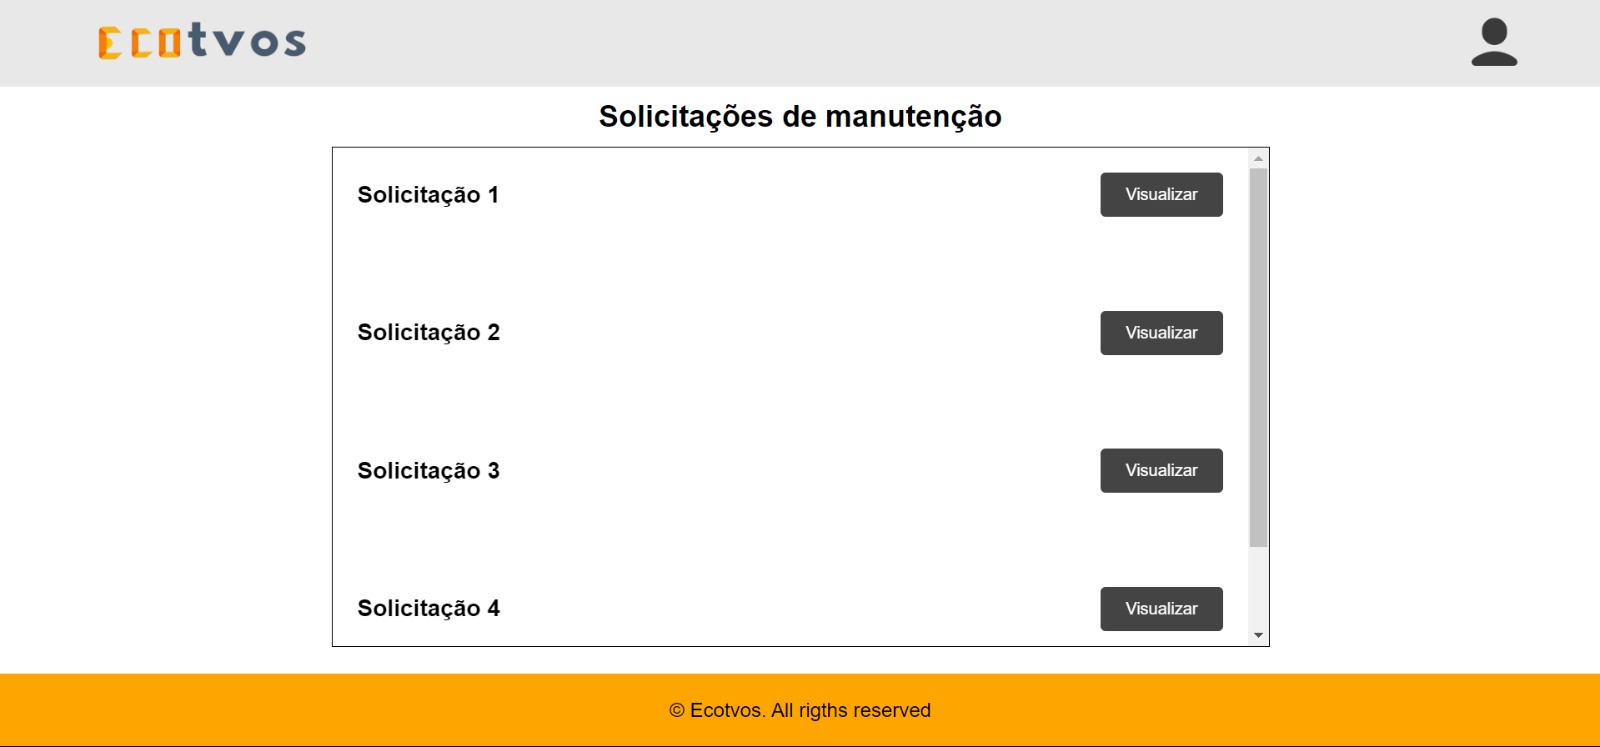 Ecotvos
Solicitações de manutenção
Solicitação 1
Visualizar
Solicitação 2
Visualizar
Solicitação 3
Visualizar
Solicitação 4
Visualizar
© Ecotvos. All rigths reserved